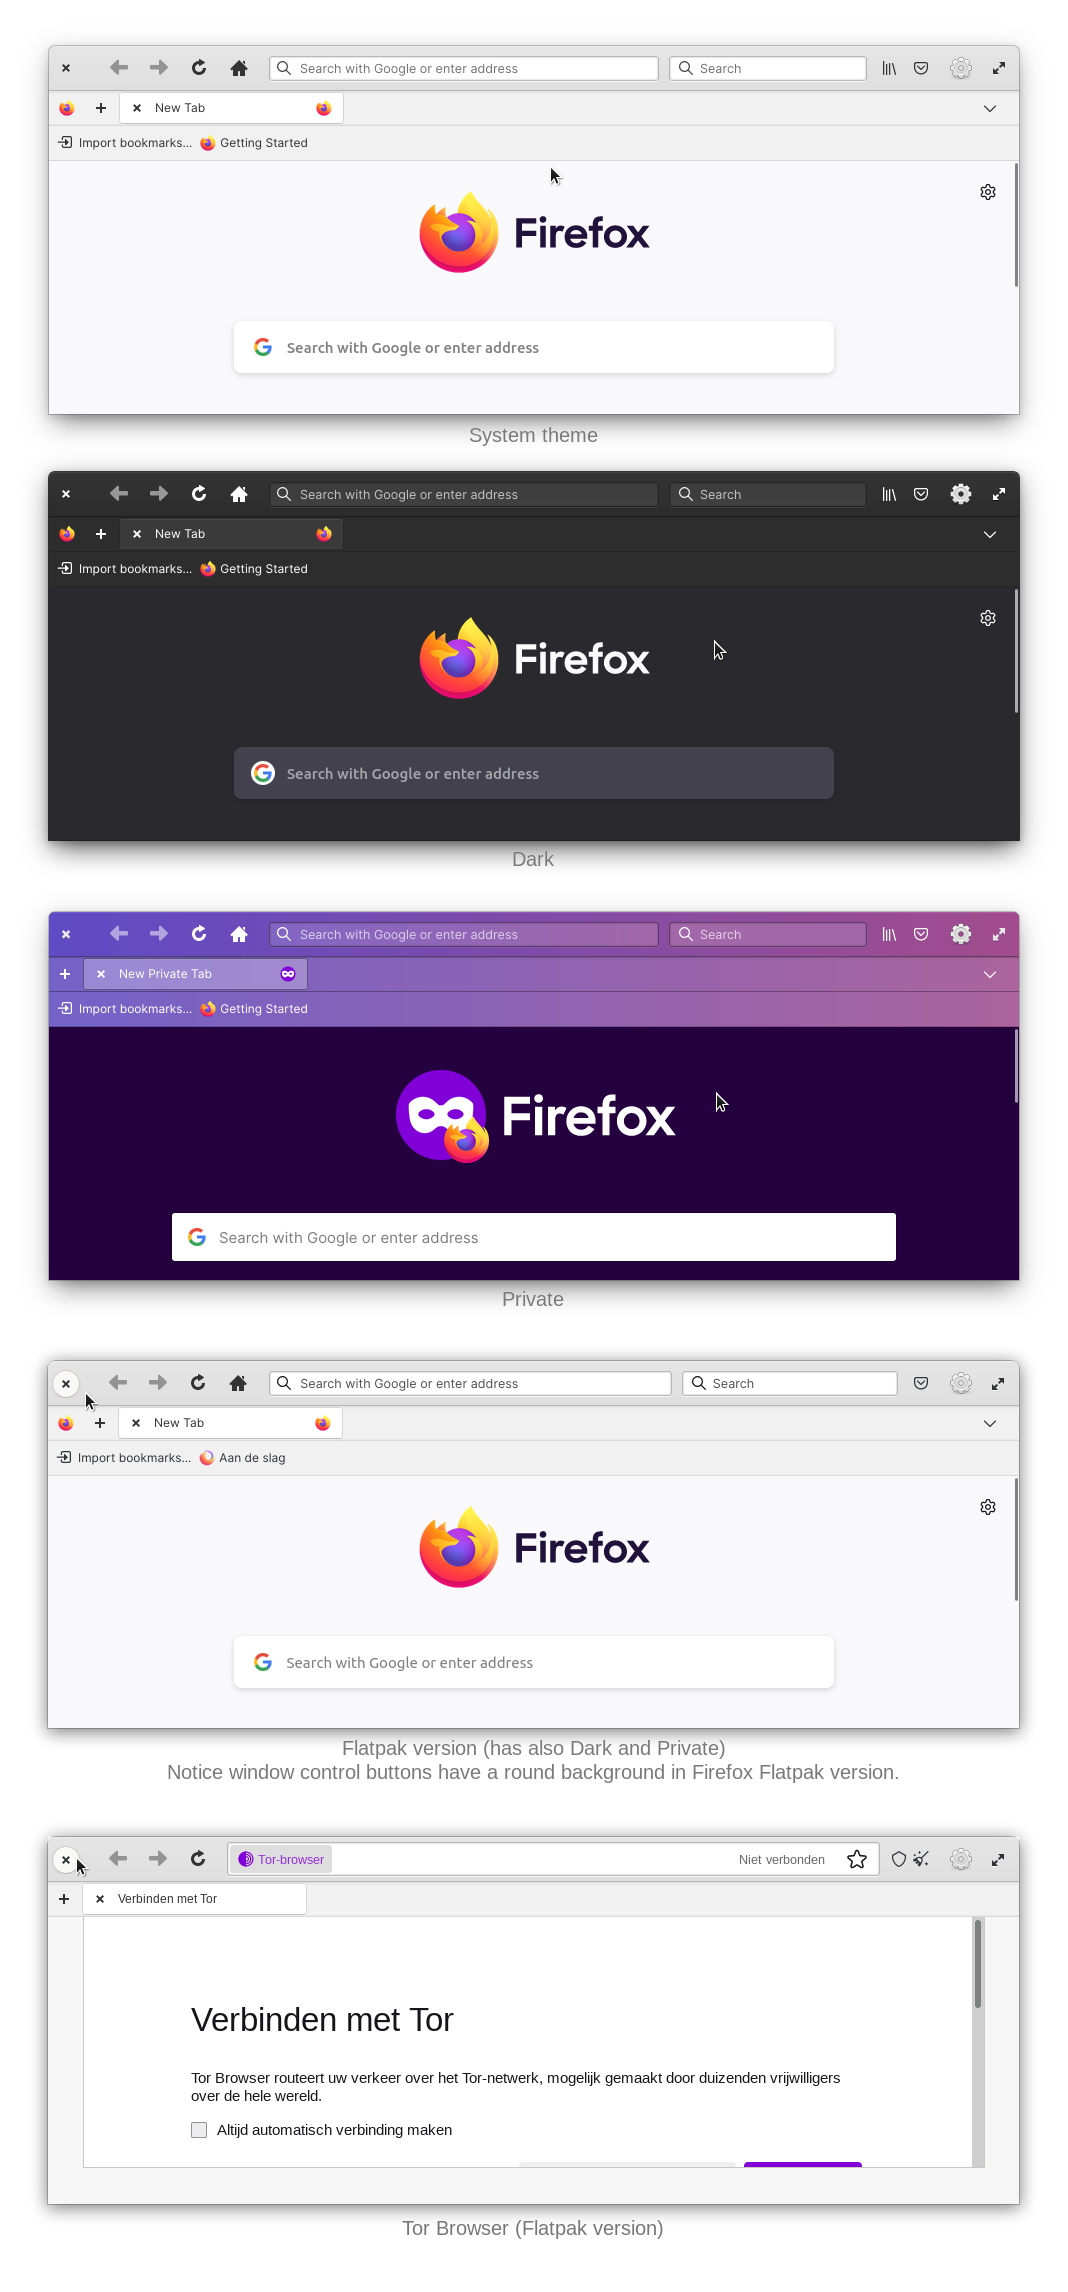 Search with Google or enter address
Search
New Tab
Import bookmarks...
Getting Started
Firefox
Search with Google or enter address
System theme
Search with Google or enter address
Search
New Tab
Import bookmarks...
Getting Started
Firefox
Search with Google or enter address
Dark
Search with Google or enter address
Search
New Private Tab
Import bookmarks...
Getting Started
Firefox
Search with Google or enter address
Private
Search with Google or enter address
Search
New Tab
Import bookmarks...
Aan de slag
Firefox
Search with Google or enter address
Flatpak version (has also Dark and Private)
Notice window control buttons have a round background in Firefox Flatpak version.
Tor-browser
Niet verbonden
Verbinden met Tor
Verbinden met Tor
Tor Browser routeert uw verkeer over het Tor-netwerk, mogelijk gemaakt door duizenden vrijwilligers
over de hele wereld.
Altijd automatisch verbinding maken
Tor Browser (Flatpak version)